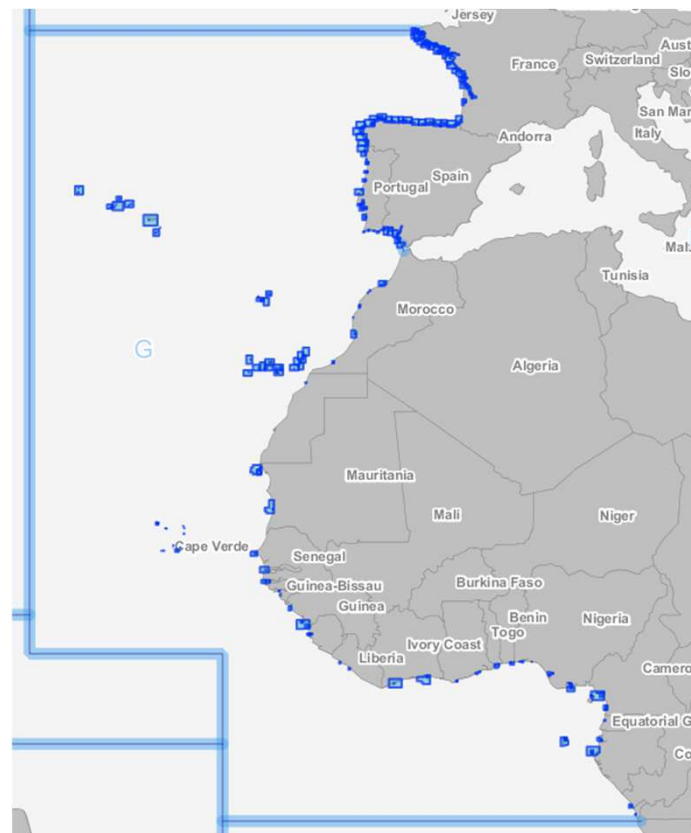 Jersey
Aust
France
Switzerland
Slo
San Mar
Italy
Andorra
Spain
Portugal
Mal.
Tunisia
Morocco
G
Algeria
Mauritania
Mali
Niger
Cape Verde
Senegal
Burkina Faso
Guinea-Bissau
Guinea
Benin
Nigeria
Togo
Ivory Coast
Liberia
Camero
Equatorial G
Co